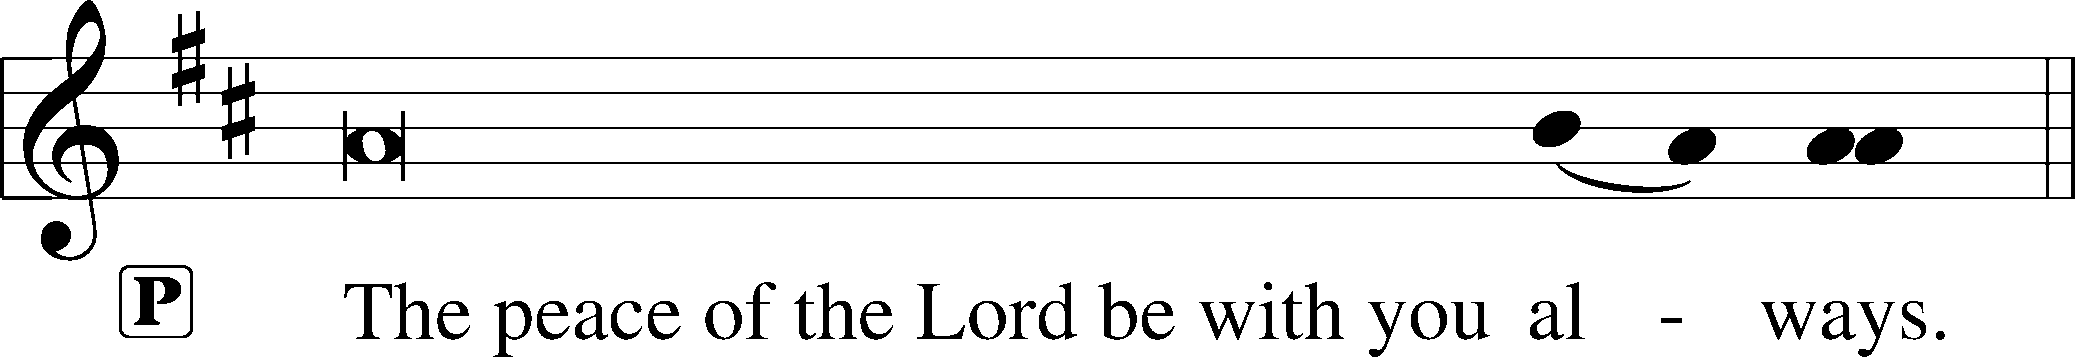 P The peace of the Lord be with you al - ways.